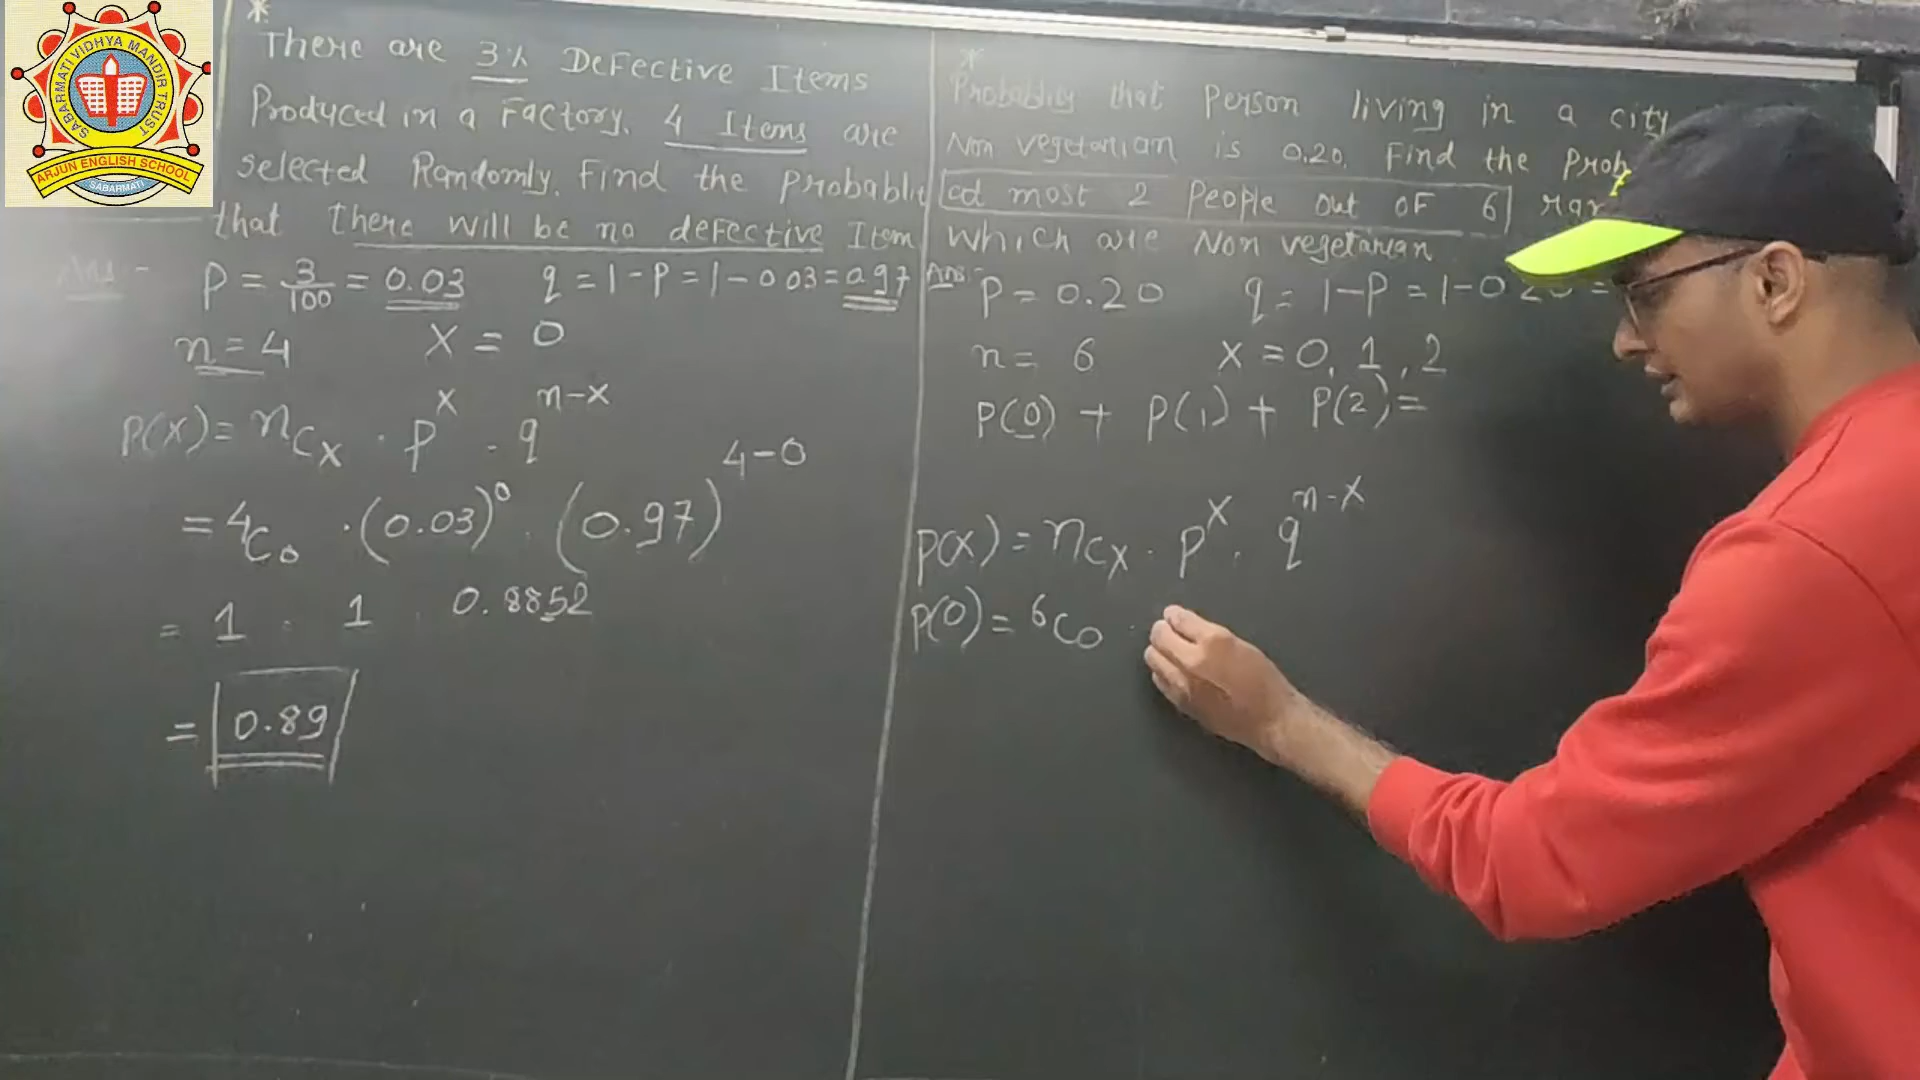 SABARMATI VIDHYA MANDIR TRUST
ARJUN ENGLISH SCHOOL
SABARMATI
*
There are 3% Defective Items
Produced in a Factory. 4 Items are
selected Randomly. Find the Probablit
that there will be no defective Item
Ans -
P = 3/100 = 0.03 q = 1-P = 1-0.03 = 0.97
n = 4 X = 0
P(X) = nCx . P^X . q^n-x
= 4C0 . (0.03)^0 . (0.97)^4-0
= 1 . 1 . 0.8852
= 0.89
*
Probablity that Person living in a city
Non vegetarian is 0.20. Find the Prob
at most 2 People out of 6
which are Non vegetarian
Ans:-
P = 0.20 q = 1-P = 1-0.20 =
n = 6 X = 0, 1, 2
P(0) + P(1) + P(2) =
P(X) = nCx . P^X . q^n-x
P(0) = 6C0 .